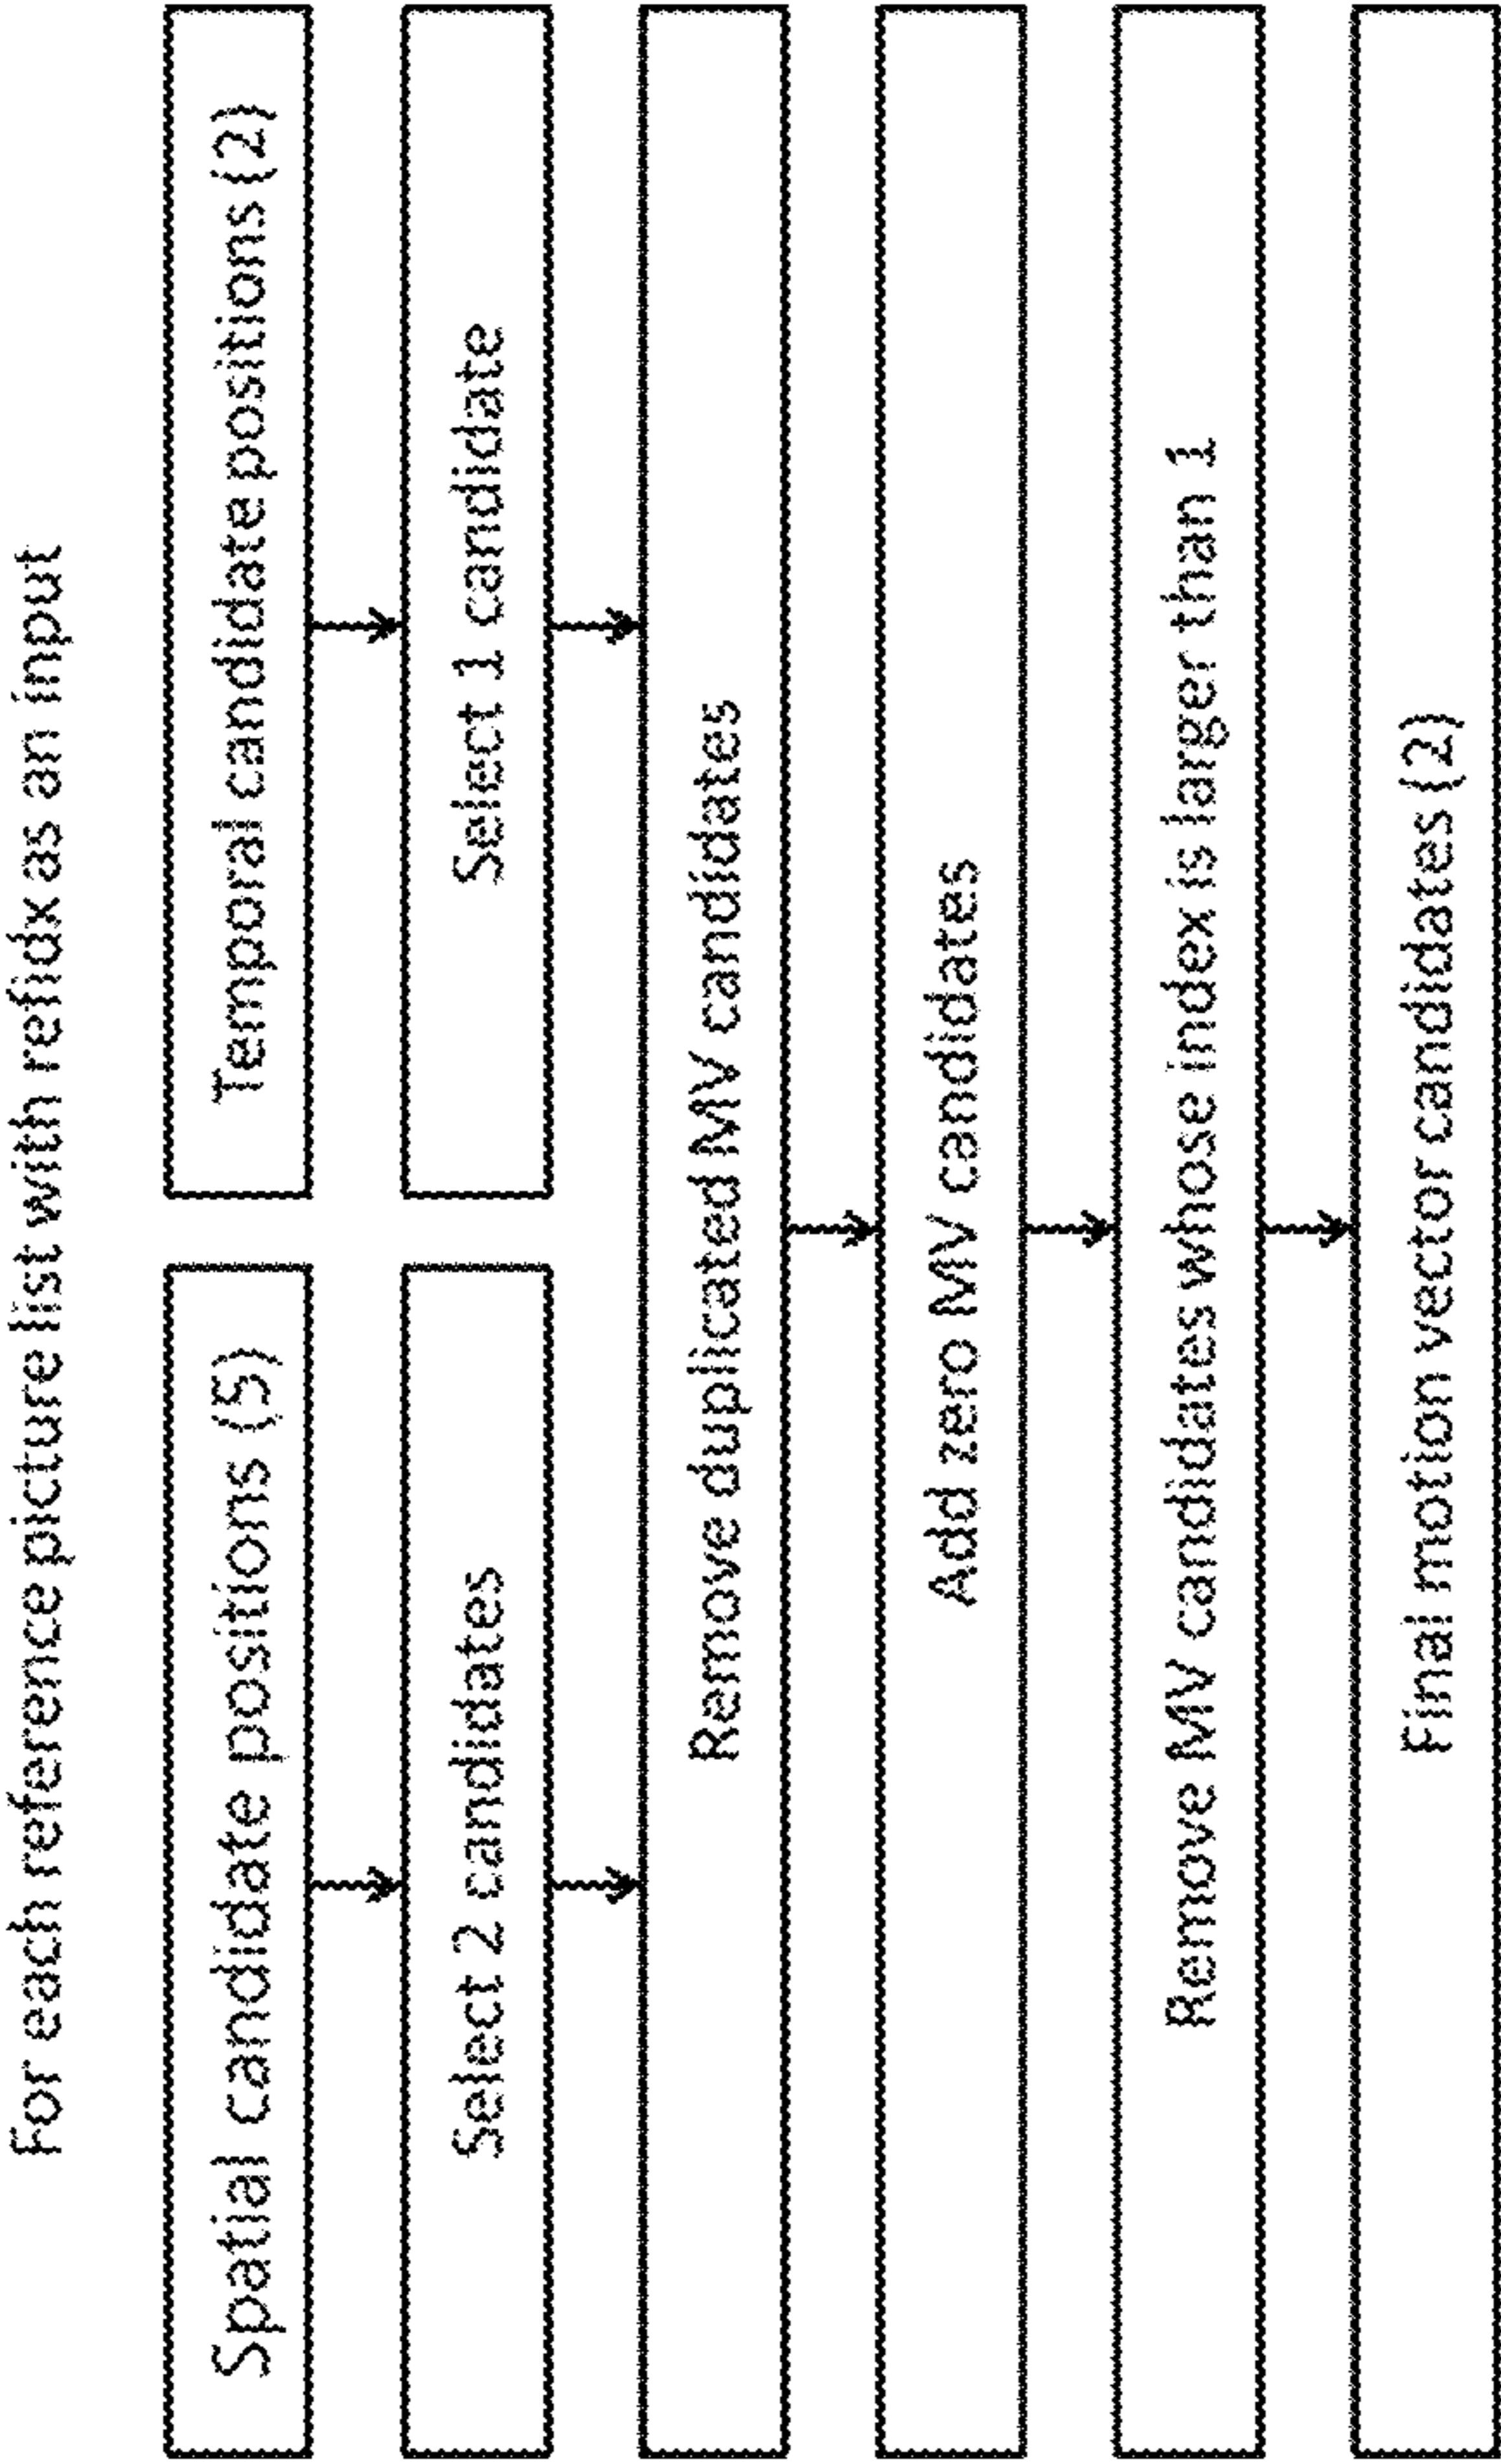 For each reference picture list with refidx as an input
Spatial candidate positions (5)
Temporal candidate positions (2)
Select 2 candidates
Select 1 candidate
Remove duplicated MV candidates
Add zero MV candidates
Remove MV candidates whose index is larger than 1
Final motion vector candidates (2)